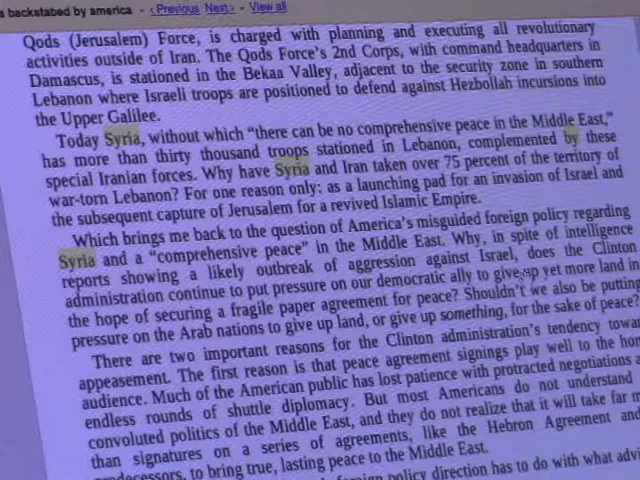 s backstabed by america - ‹ Previous Next › - View all
Qods (Jerusalem) Force, is charged with planning and executing all revolutionary
activities outside of Iran. The Qods Force's 2nd Corps, with command headquarters in
Damascus, is stationed in the Bekaa Valley, adjacent to the security zone in southern
Lebanon where Israeli troops are positioned to defend against Hezbollah incursions into
the Upper Galilee.
Today Syria, without which "there can be no comprehensive peace in the Middle East,"
has more than thirty thousand troops stationed in Lebanon, complemented by these
special Iranian forces. Why have Syria and Iran taken over 75 percent of the territory of
war-torn Lebanon? For one reason only: as a launching pad for an invasion of Israel and
the subsequent capture of Jerusalem for a revived Islamic Empire.
Which brings me back to the question of America's misguided foreign policy regarding
Syria and a "comprehensive peace" in the Middle East. Why, in spite of intelligence
reports showing a likely outbreak of aggression against Israel, does the Clinton
administration continue to put pressure on our democratic ally to give up yet more land in
the hope of securing a fragile paper agreement for peace? Shouldn't we also be putting
pressure on the Arab nations to give up land, or give up something, for the sake of peace?
There are two important reasons for the Clinton administration's tendency towa
appeasement. The first reason is that peace agreement signings play well to the hom
audience. Much of the American public has lost patience with protracted negotiations a
endless rounds of shuttle diplomacy. But most Americans do not understand
convoluted politics of the Middle East, and they do not realize that it will take far m
than signatures on a series of agreements, like the Hebron Agreement and
predecessors, to bring true, lasting peace to the Middle East.
foreign policy direction has to do with what advi